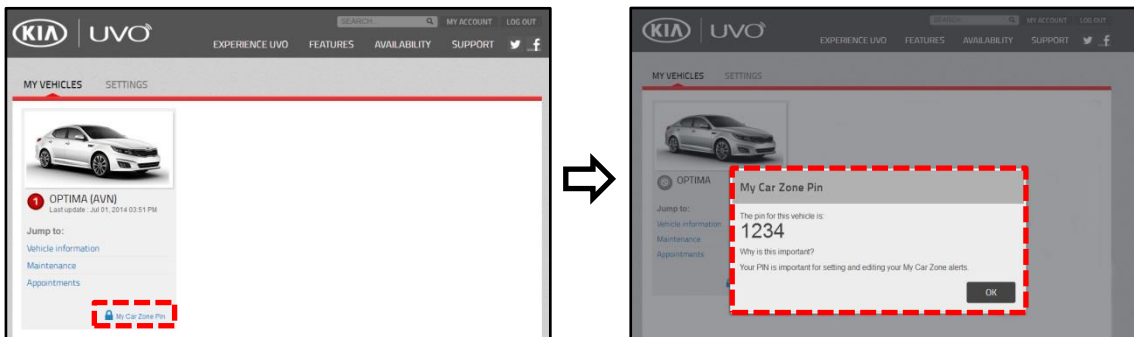 KIA UVO
SEARCH... MY ACCOUNT LOG OUT
EXPERIENCE UVO FEATURES AVAILABILITY SUPPORT
MY VEHICLES SETTINGS
1 OPTIMA (AVN)
Last update : Jul 01, 2014 03:51 PM
Jump to:
Vehicle information
Maintenance
Appointments
My Car Zone Pin
KIA UVO
SEARCH... MY ACCOUNT LOG OUT
EXPERIENCE UVO FEATURES AVAILABILITY SUPPORT
MY VEHICLES SETTINGS
OPTIMA
Jump to:
Vehicle information
Maintenance
Appointments
My Car Zone Pin
The pin for this vehicle is:
1234
Why is this important?
Your PIN is important for setting and editing your My Car Zone alerts.
OK